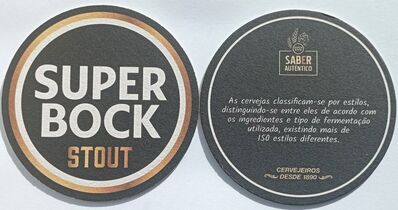 SUPER
BOCK
STOUT
SABER
AUTÊNTICO
As cervejas classificam-se por estilos,
distinguindo-se entre eles de acordo com
os ingredientes e tipo de fermentação
utilizada, existindo mais de
150 estilos diferentes.
CERVEJEIROS
DESDE 1890